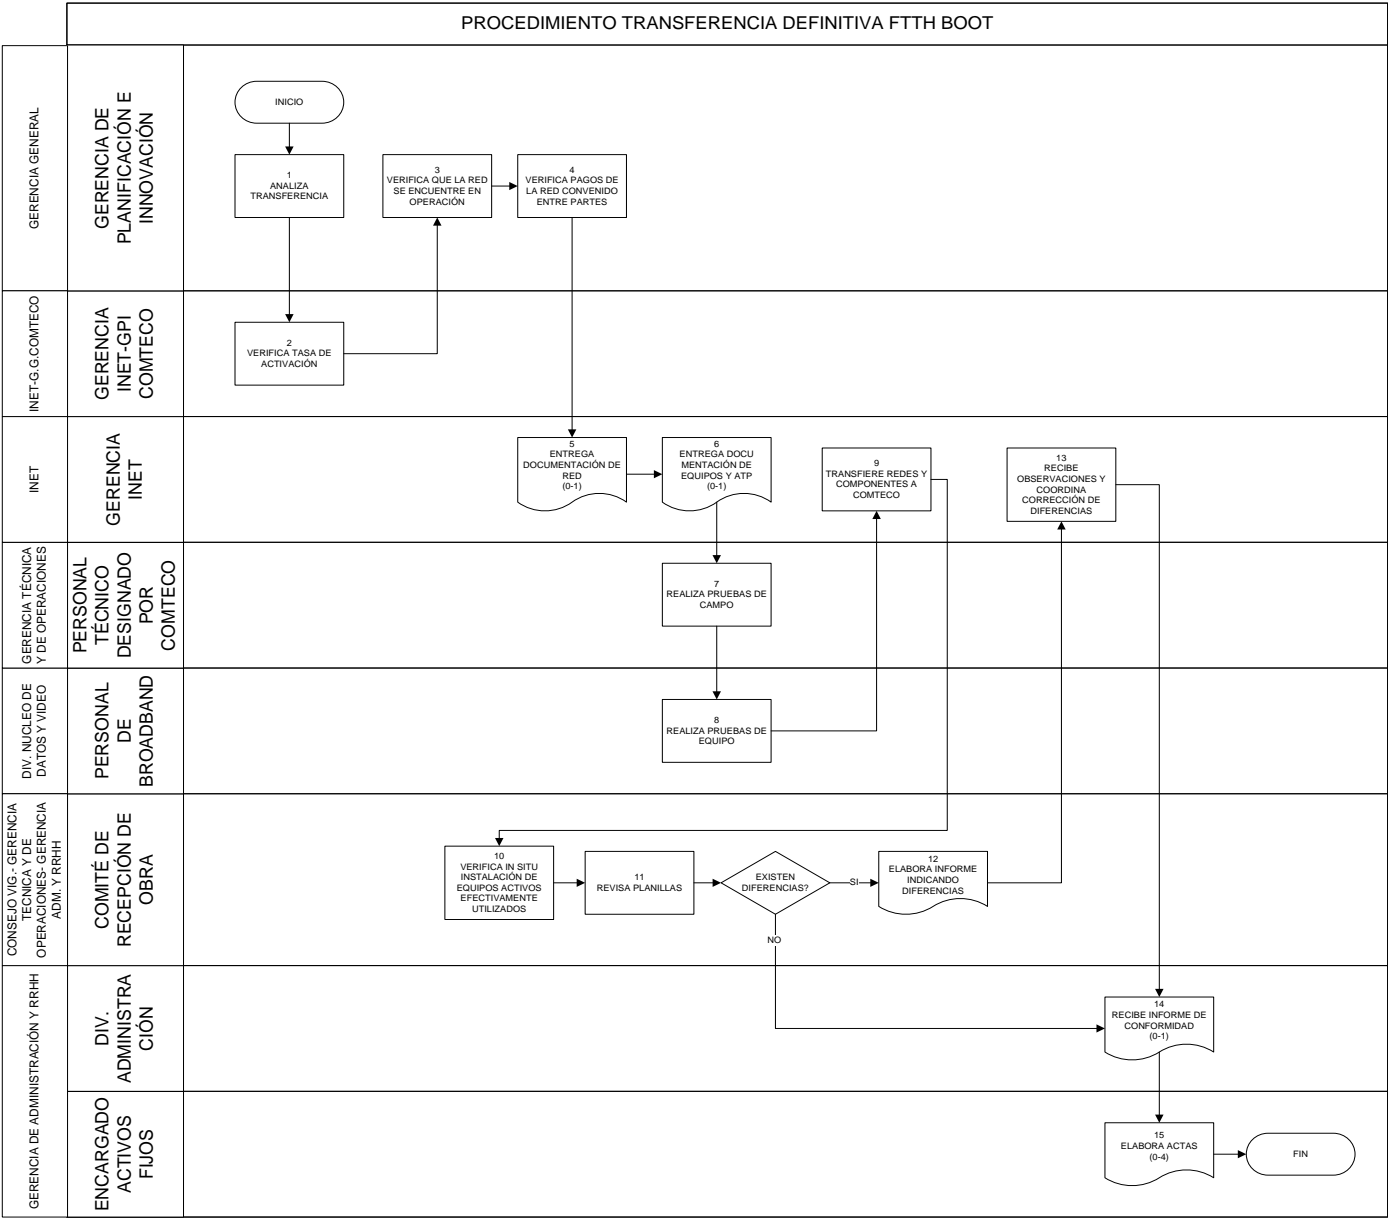 PROCEDIMIENTO TRANSFERENCIA DEFINITIVA FTTH BOOT
GERENCIA GENERAL
GERENCIA DE
PLANIFICACIÓN E
INNOVACIÓN
INICIO
1
ANALIZA
TRANSFERENCIA
3
VERIFICA QUE LA RED
SE ENCUENTRE EN
OPERACIÓN
4
VERIFICA PAGOS DE
LA RED CONVENIDO
ENTRE PARTES
INET-G.G.COMTECO
GERENCIA
INET-GPI
COMTECO
2
VERIFICA TASA DE
ACTIVACIÓN
INET
GERENCIA
INET
5
ENTREGA
DOCUMENTACIÓN DE
RED
(0-1)
6
ENTREGA DOCU
MENTACIÓN DE
EQUIPOS Y ATP
(0-1)
9
TRANSFIERE REDES Y
COMPONENTES A
COMTECO
13
RECIBE
OBSERVACIONES Y
COORDINA
CORRECCIÓN DE
DIFERENCIAS
GERENCIA TÉCNICA
Y DE OPERACIONES
PERSONAL
TÉCNICO
DESIGNADO
POR
COMTECO
7
REALIZA PRUEBAS DE
CAMPO
DIV. NUCLEO DE
DATOS Y VIDEO
PERSONAL
DE
BROADBAND
8
REALIZA PRUEBAS DE
EQUIPO
CONSEJO VIG.- GERENCIA
TECNICA Y DE
OPERACIONES- GERENCIA
ADM. Y RRHH
COMITÉ DE
RECEPCIÓN DE
OBRA
10
VERIFICA IN SITU
INSTALACIÓN DE
EQUIPOS ACTIVOS
EFECTIVAMENTE
UTILIZADOS
11
REVISA PLANILLAS
EXISTEN
DIFERENCIAS?
SI
12
ELABORA INFORME
INDICANDO
DIFERENCIAS
NO
GERENCIA DE ADMINISTRACIÓN Y RRHH
DIV.
ADMINISTRA
CIÓN
14
RECIBE INFORME DE
CONFORMIDAD
(0-1)
ENCARGADO
ACTIVOS
FIJOS
15
ELABORA ACTAS
(0-4)
FIN